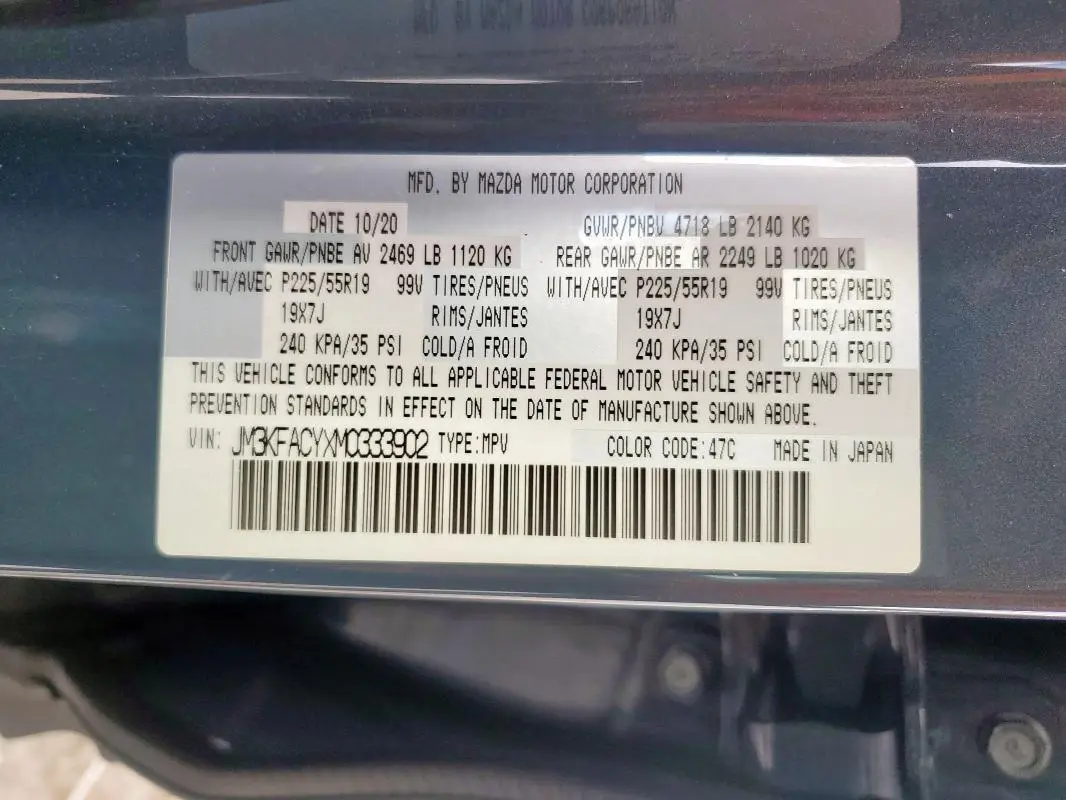 MFD. BY MAZDA MOTOR CORPORATION
DATE 10/20 GVWR/PNBV 4718 LB 2140 KG
FRONT GAWR/PNBE AV 2469 LB 1120 KG REAR GAWR/PNBE AR 2249 LB 1020 KG
WITH/AVEC P225/55R19 99V TIRES/PNEUS WITH/AVEC P225/55R19 99V TIRES/PNEUS
19X7J RIMS/JANTES 19X7J RIMS/JANTES
240 KPA/35 PSI COLD/A FROID 240 KPA/35 PSI COLD/A FROID
THIS VEHICLE CONFORMS TO ALL APPLICABLE FEDERAL MOTOR VEHICLE SAFETY AND THEFT
PREVENTION STANDARDS IN EFFECT ON THE DATE OF MANUFACTURE SHOWN ABOVE.
VIN: JM3KFACYXM0333902 TYPE:MPV COLOR CODE:47C MADE IN JAPAN